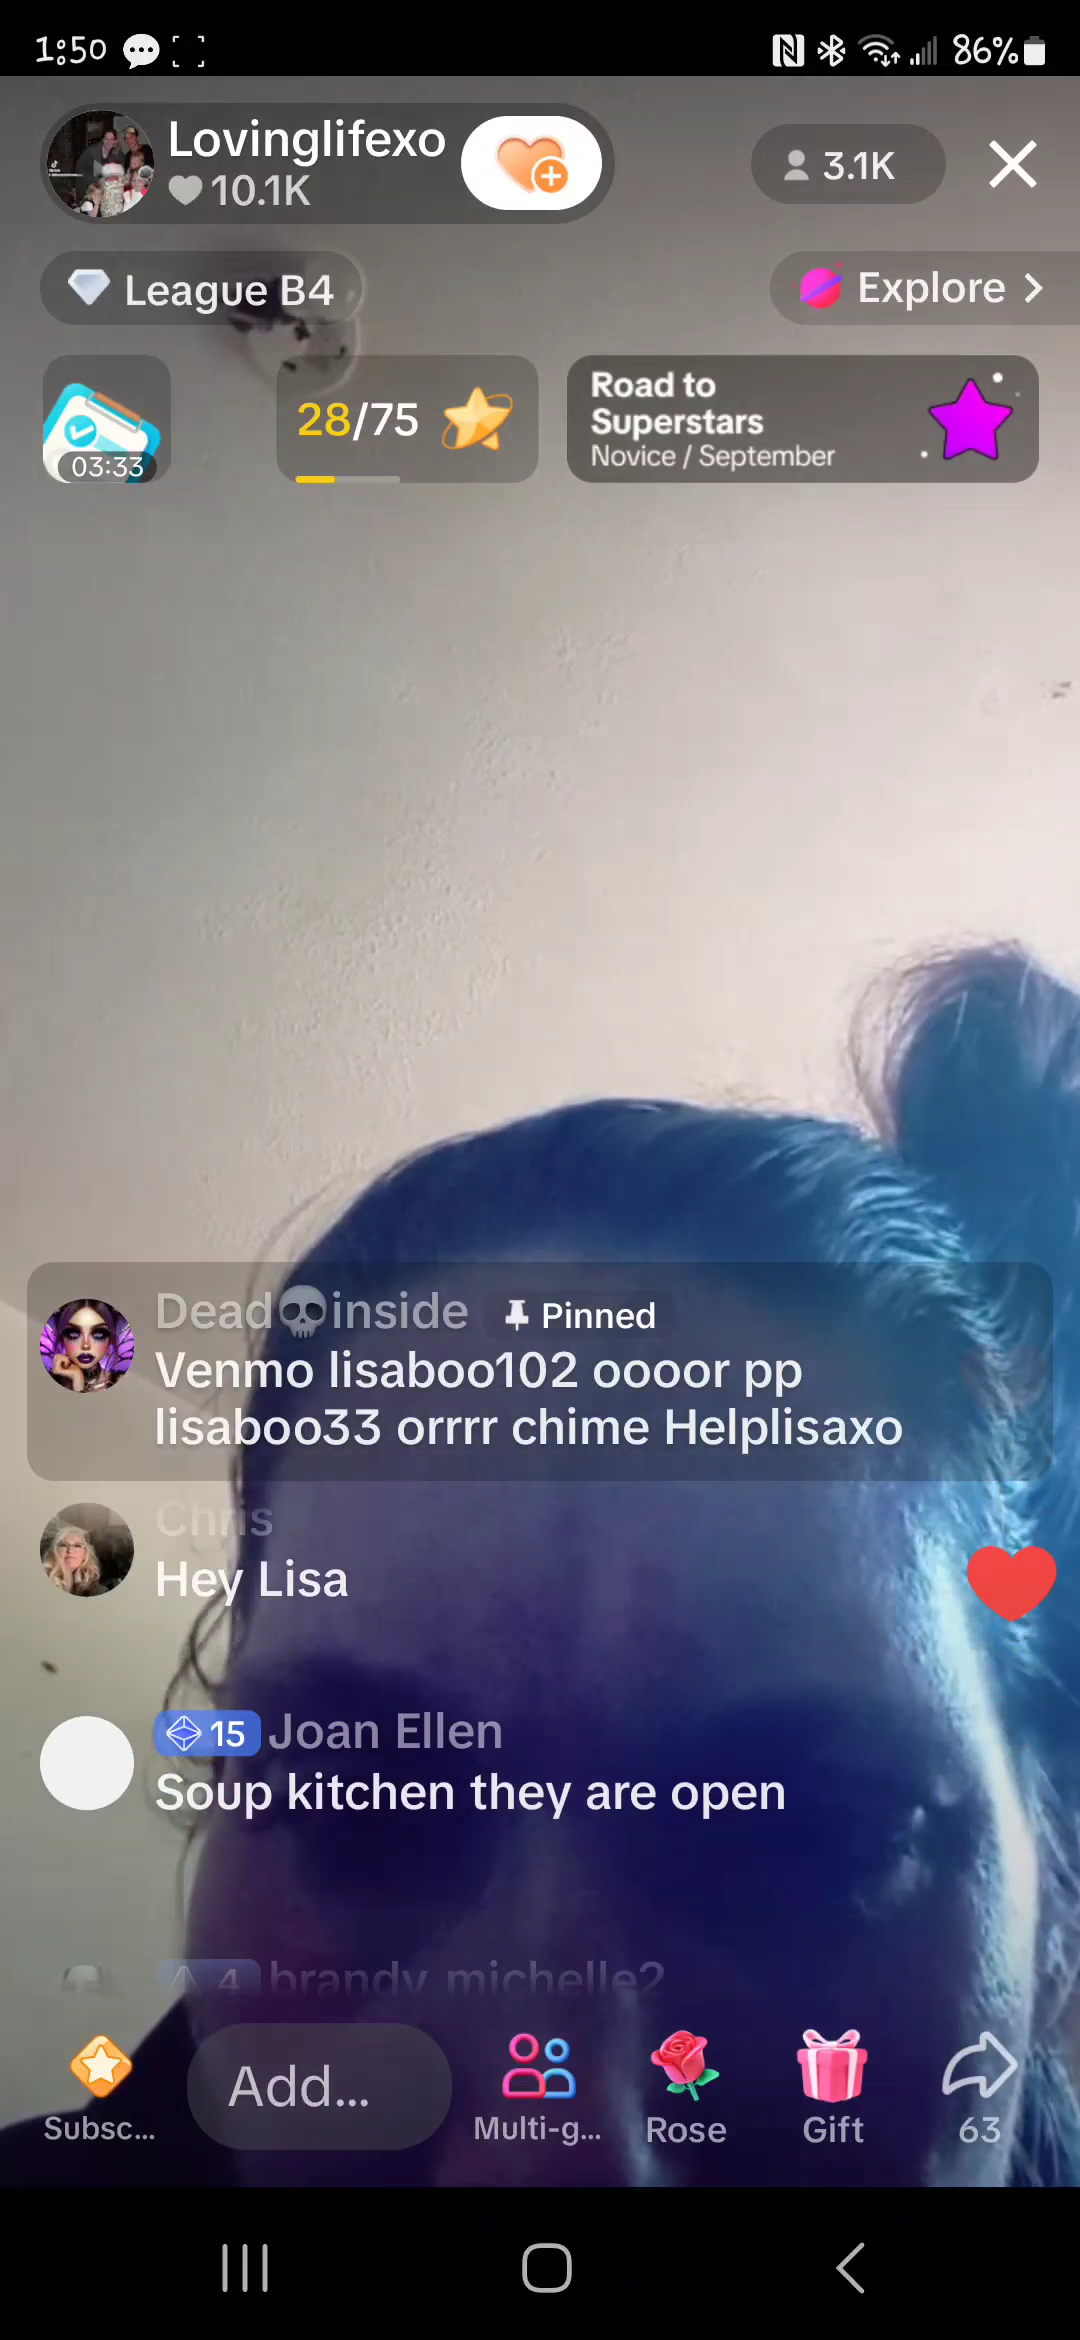 1:50
86%
Lovinglifexo
10.1K
3.1K
League B4
Explore >
03:33
28/75
Road to
Superstars
Novice / September
Dead💀inside Pinned
Venmo lisaboo102 oooor pp
lisaboo33 orrrr chime Helplisaxo
Chris
Hey Lisa
15 Joan Ellen
Soup kitchen they are open
4 brandy michelle2
Subsc...
Add...
Multi-g...
Rose
Gift
63